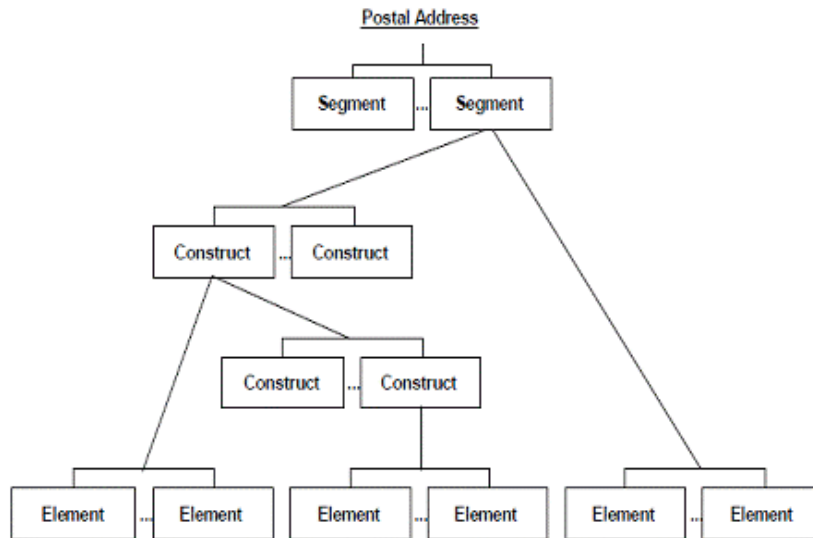 Postal Address
Segment ... Segment
Construct ... Construct
Construct ... Construct
Element ... Element Element ... Element Element ... Element